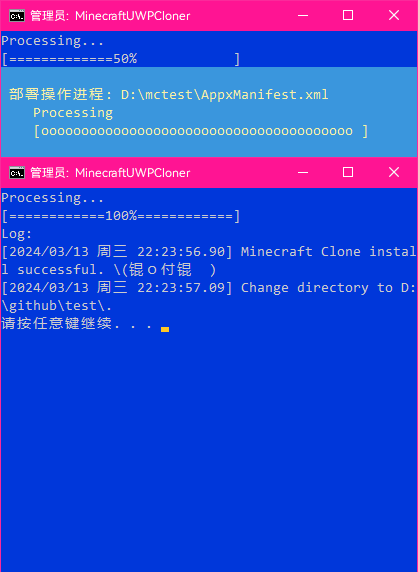 管理员: MinecraftUWPCloner
Processing...
[=============50%            ]
部署操作进程: D:\mctest\AppxManifest.xml
Processing
[ooooooooooooooooooooooooooooooooooooooo ]
管理员: MinecraftUWPCloner
Processing...
[============100%============]
Log:
[2024/03/13 周三 22:23:56.90] Minecraft Clone instal
l successful. \(锟ｏ付锟  )
[2024/03/13 周三 22:23:57.09] Change directory to D:
\github\test\.
请按任意键继续. . .